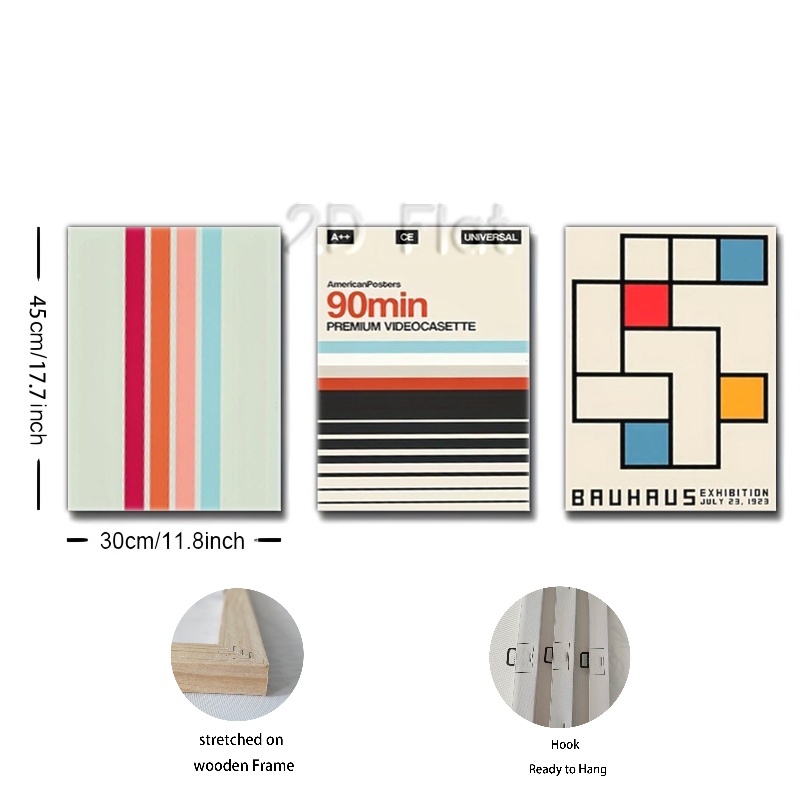 2D Flat
A++ CE UNIVERSAL
AmericanPosters
90min
PREMIUM VIDEOCASETTE
BAUHAUS EXHIBITION
JULY 23, 1923
45cm/17.7inch
30cm/11.8inch
stretched on
wooden Frame
Hook
Ready to Hang